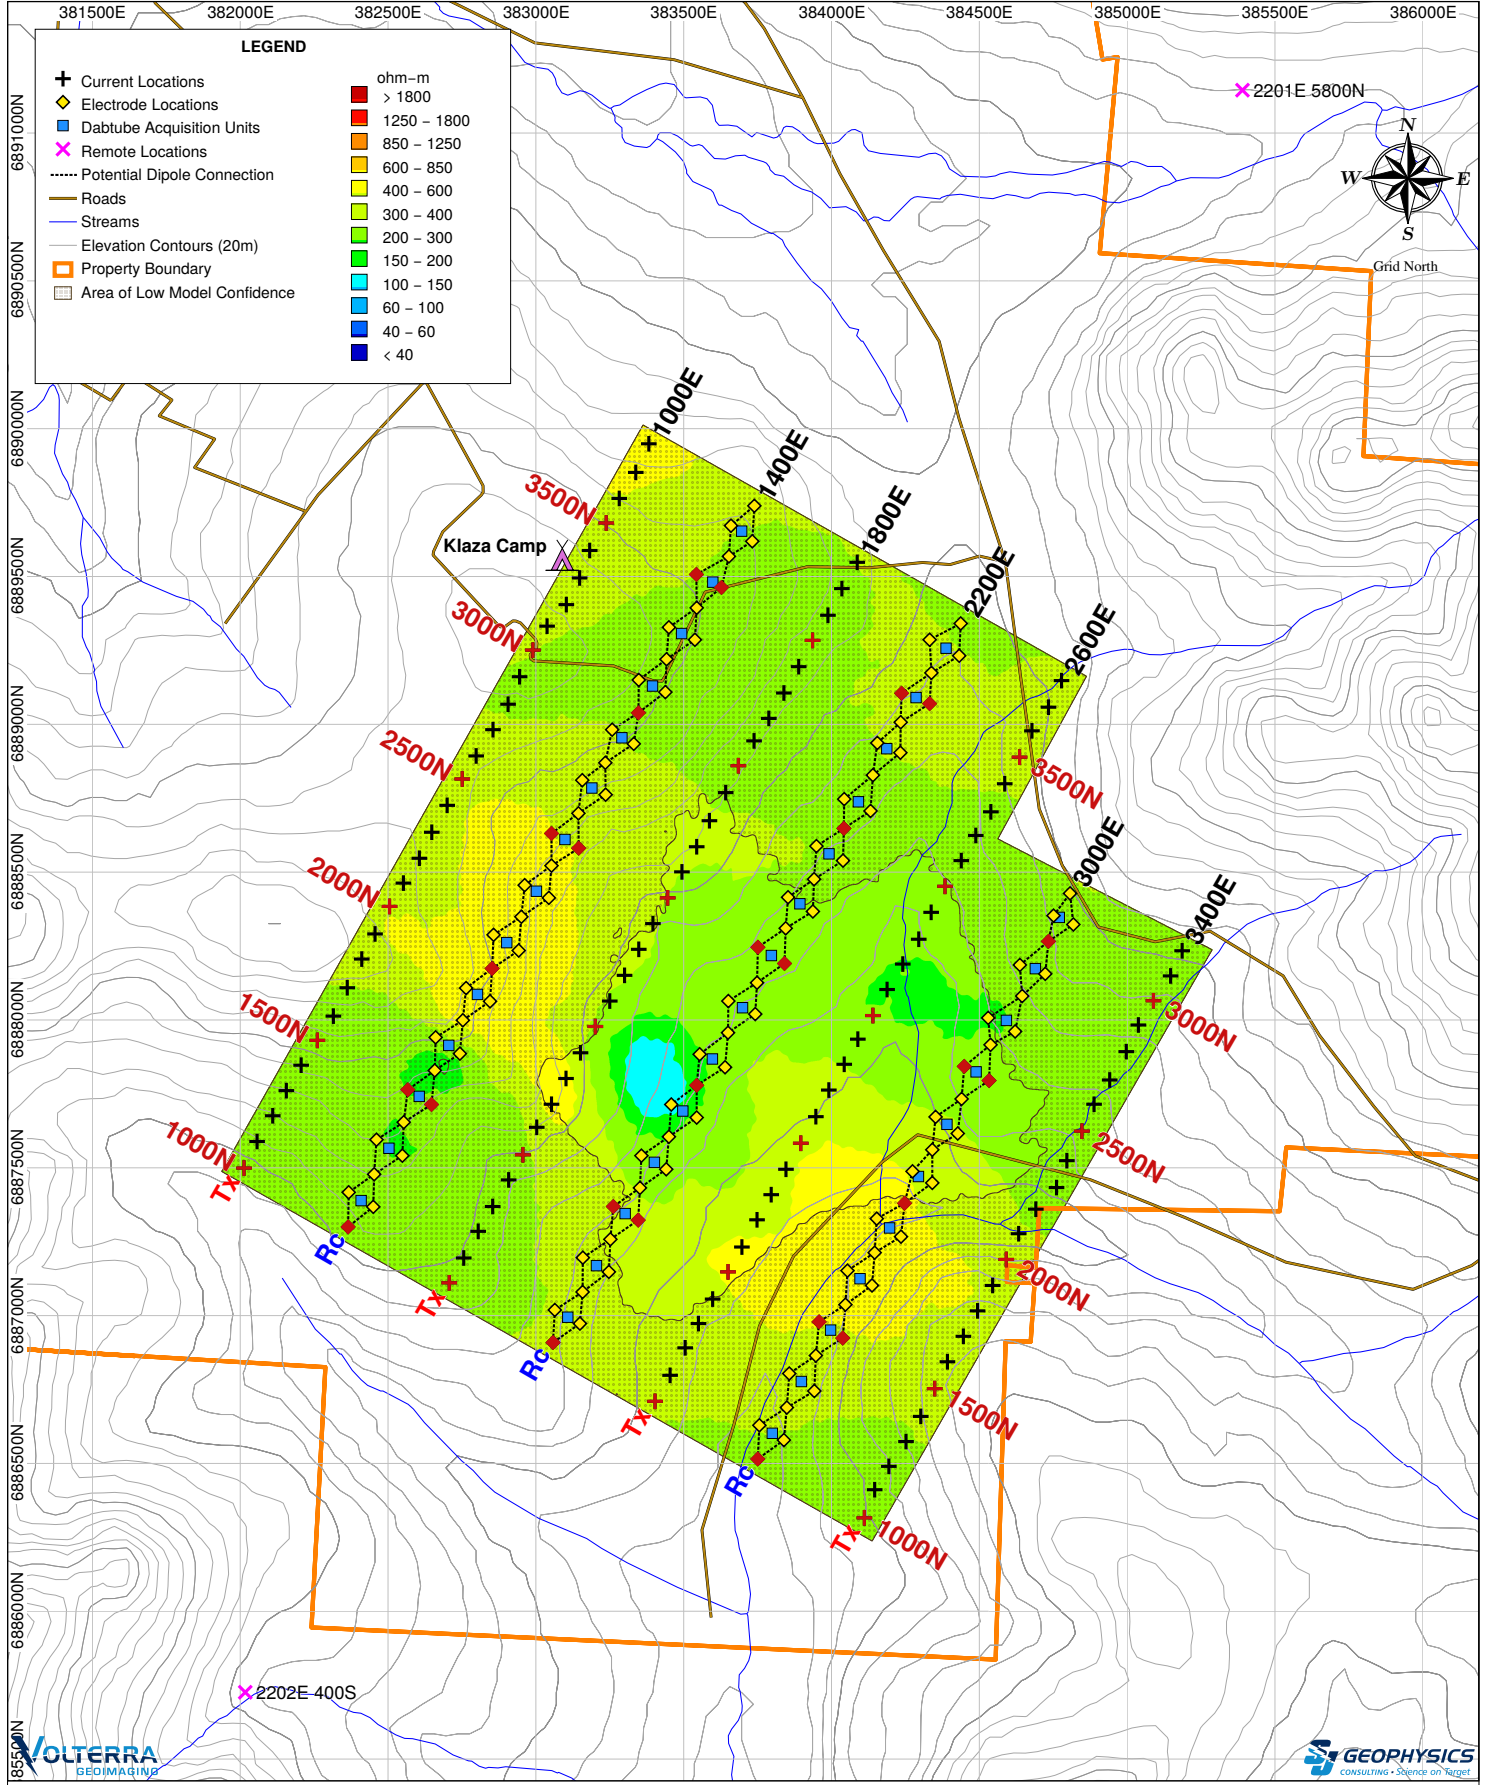 381500E 382000E 382500E 383000E 383500E 384000E 384500E 385000E 385500E 386000E
LEGEND
Current Locations
Electrode Locations
Dabtube Acquisition Units
Remote Locations
Potential Dipole Connection
Roads
Streams
Elevation Contours (20m)
Property Boundary
Area of Low Model Confidence
ohm−m
> 1800
1250 − 1800
850 − 1250
600 − 850
400 − 600
300 − 400
200 − 300
150 − 200
100 − 150
60 − 100
40 − 60
< 40
2201E 5800N
N
W E
S
Grid North
6891000N
6890500N
6890000N
6889500N
6889000N
6888500N
6888000N
6887500N
6887000N
6886500N
6886000N
1000E
1400E
1800E
2200E
2600E
3000E
3400E
3500N
Klaza Camp
3000N
2500N
2000N
1500N
1000N
3500N
3000N
2500N
2000N
1500N
1000N
Tx
Rc
Tx
Rc
Tx
Rc
Tx
2202E 400S
VOLTERRA
GEOIMAGING
SJ GEOPHYSICS
CONSULTING • Science on Target